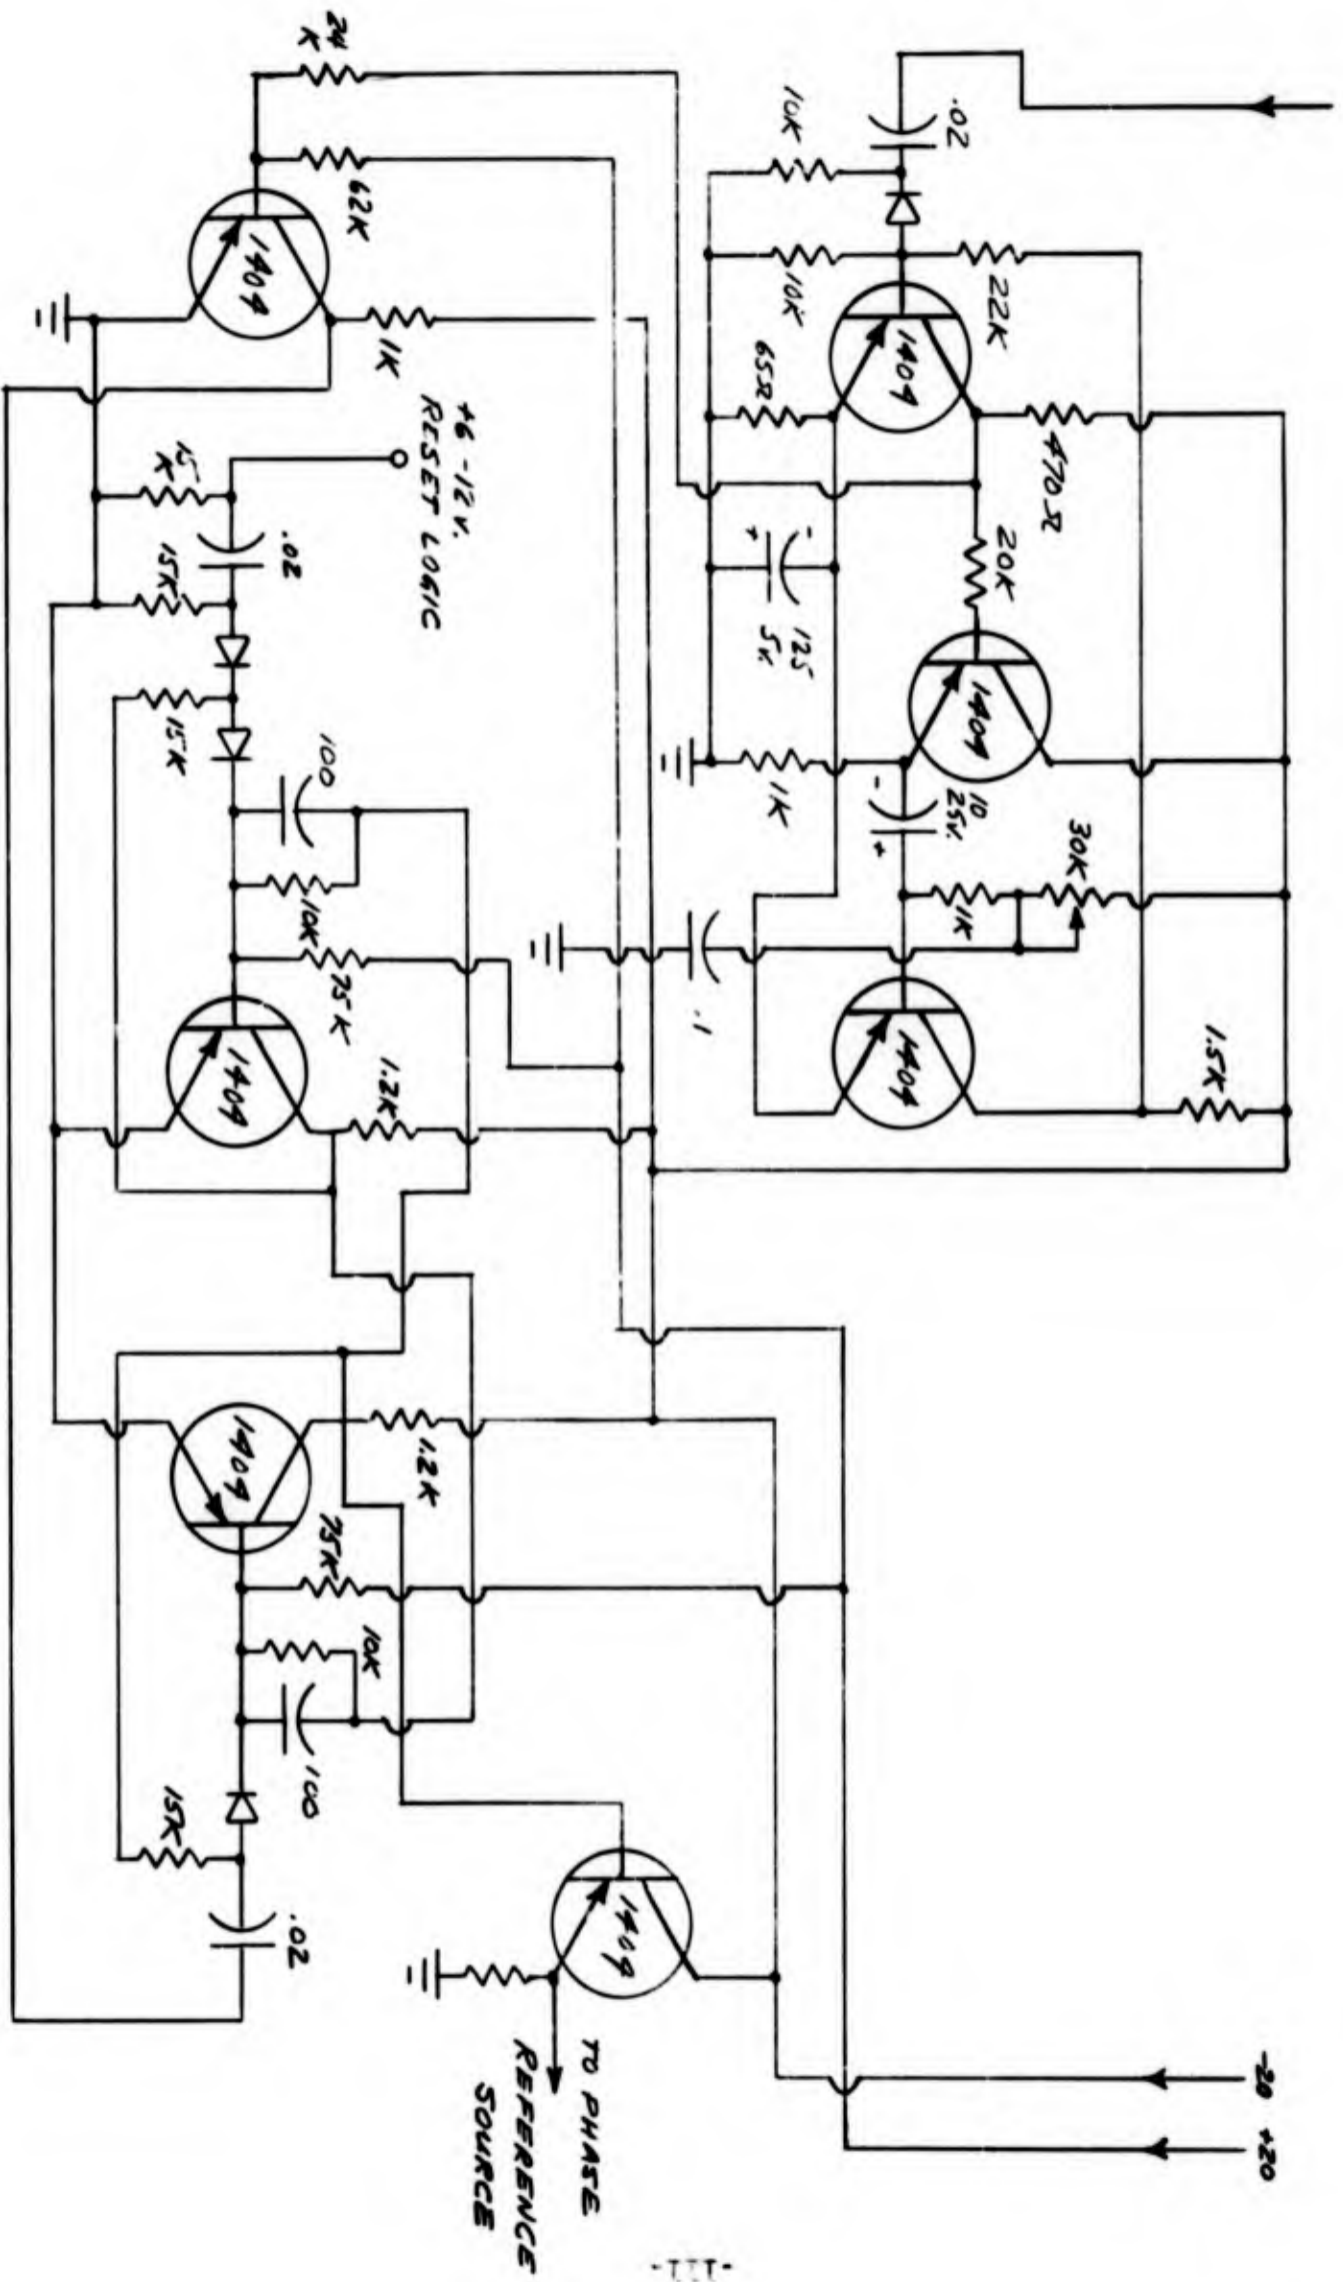 24
K
62K
1404
1K
+6 -12V.
RESET LOGIC
15
K
.02
15K
15K
100
10K
75K
1404
1.2K
.02
10K
10K
22K
1404
65Ω
470Ω
20K
- 125
+ 5V.
1404
1K
10
25V.
-
+
30K
1K
.1
1404
1.5K
1404
1.2K
75K
10K
100
15K
.02
1404
TO PHASE
REFERENCE
SOURCE
-20 +20
-111-